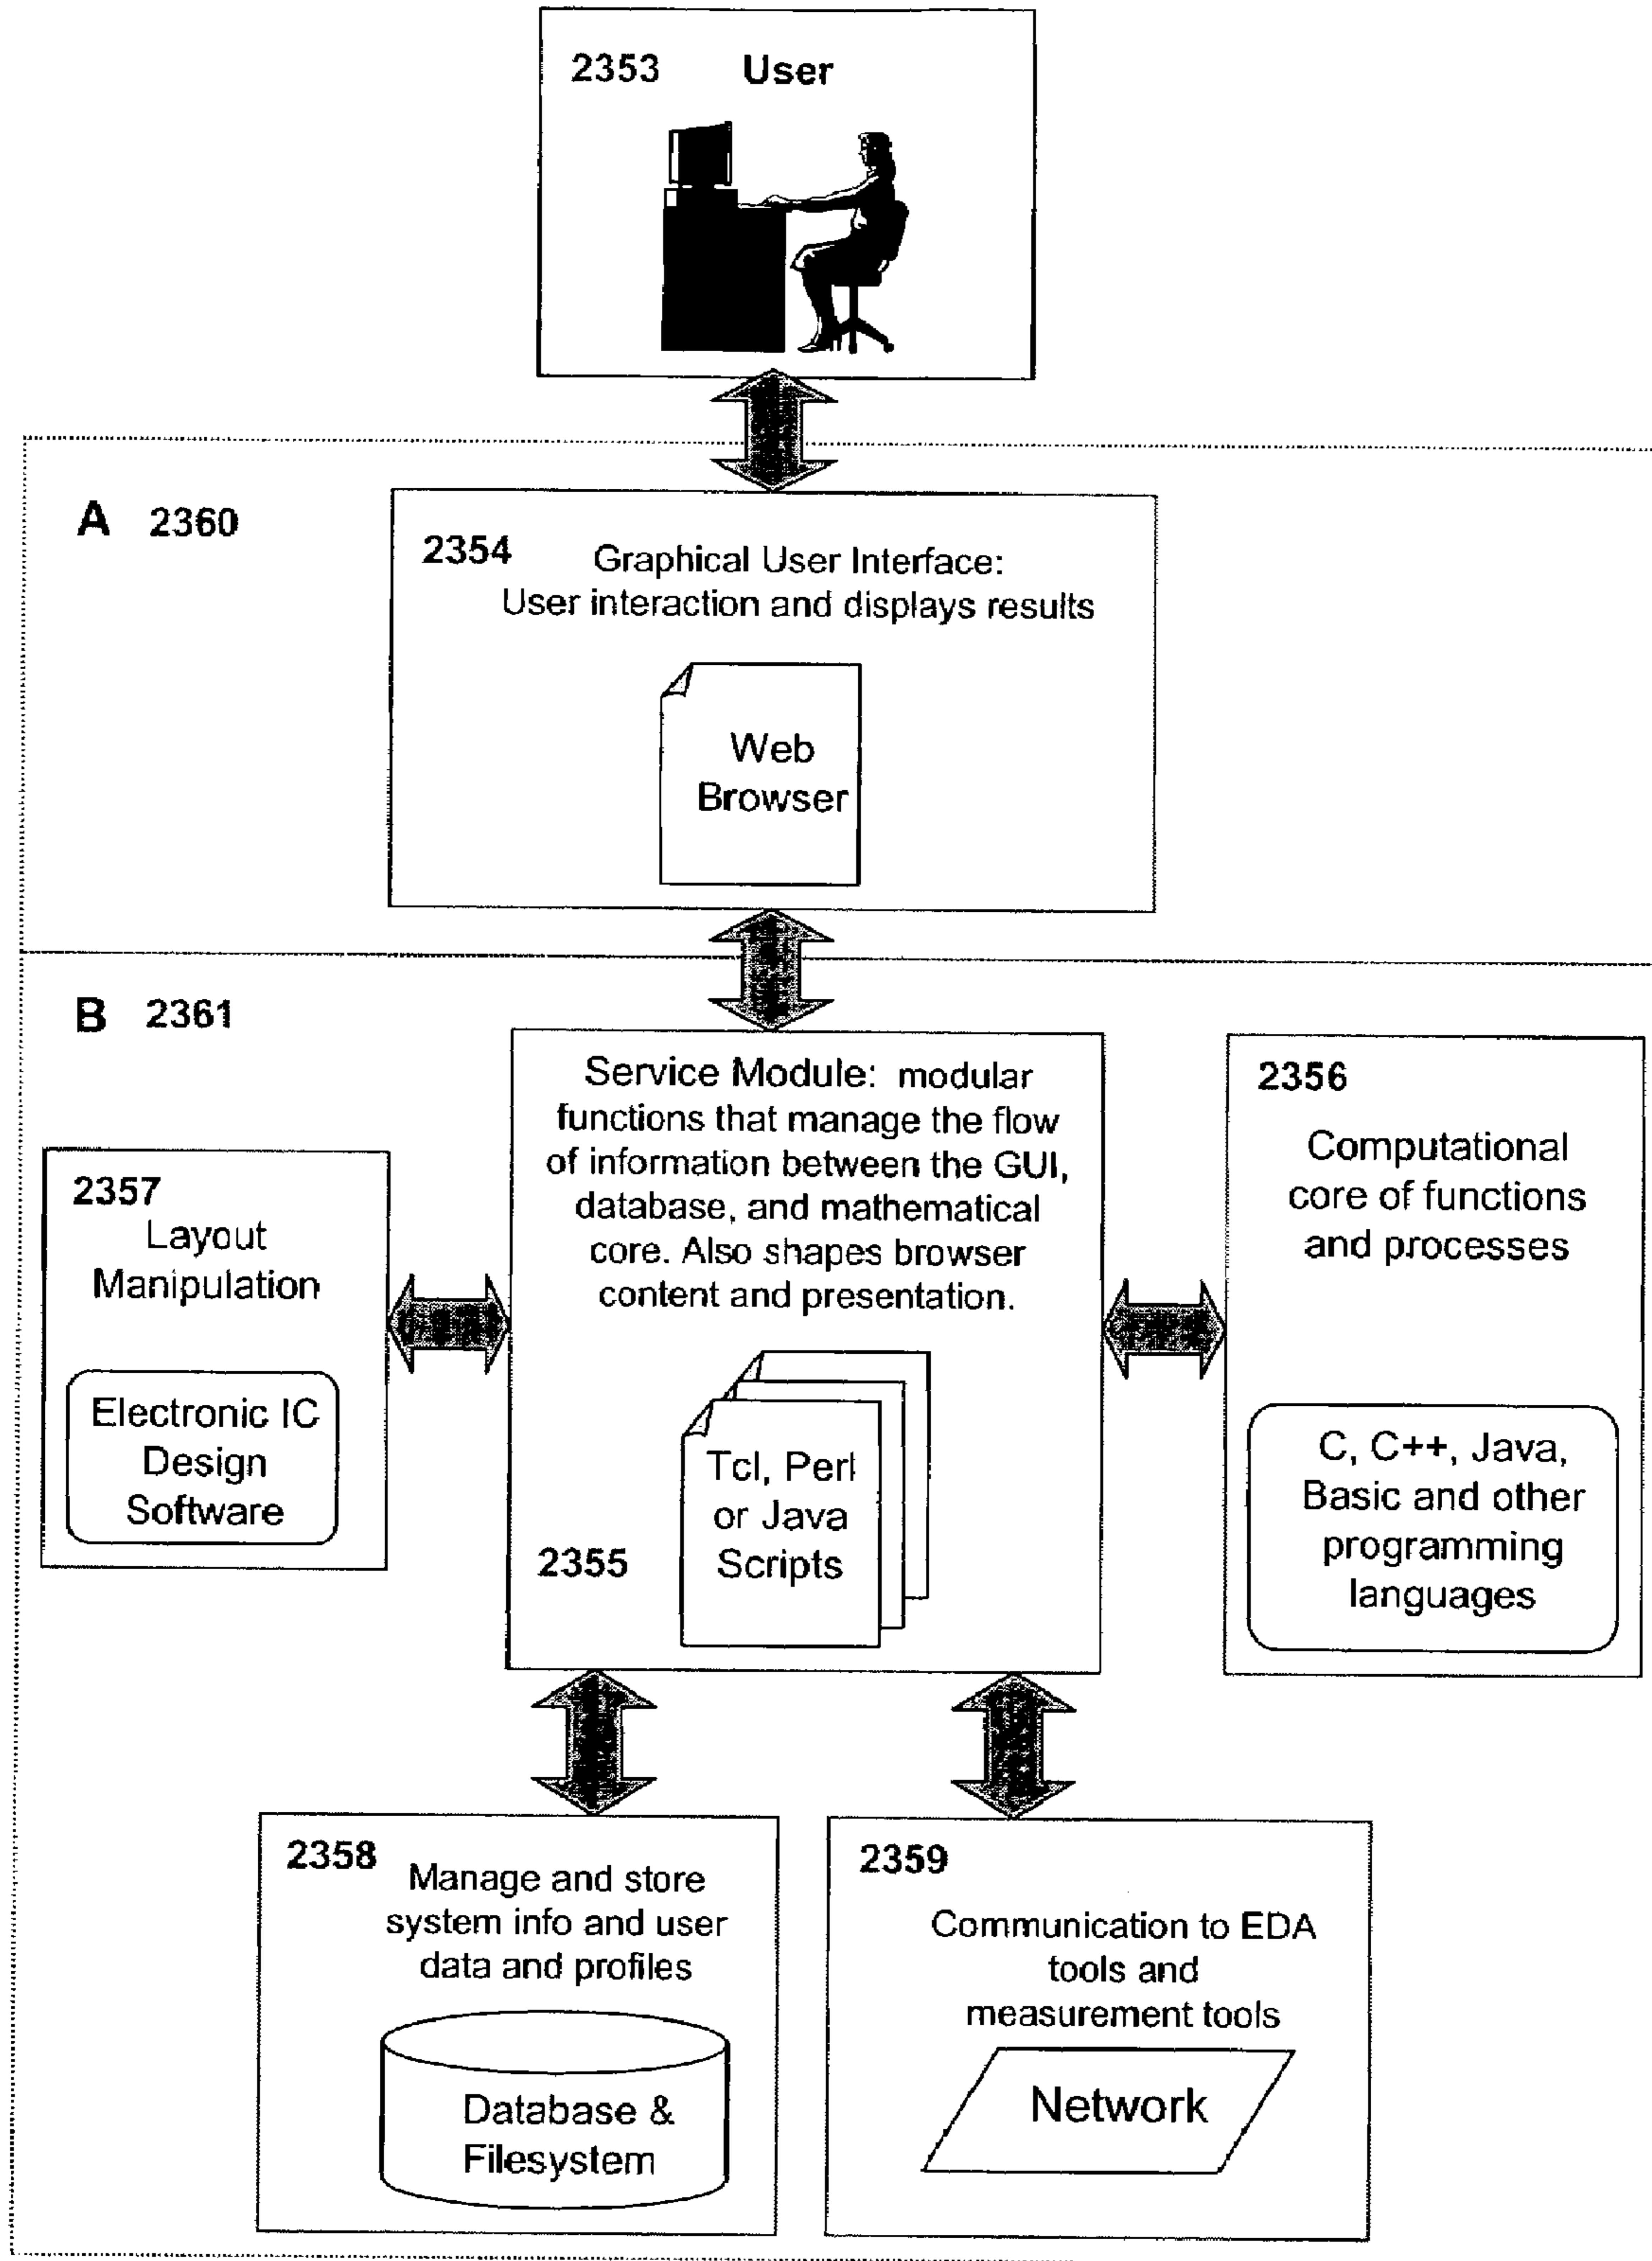 2353 User
A 2360
2354 Graphical User Interface:
User interaction and displays results
Web
Browser
B 2361
Service Module: modular
functions that manage the flow
of information between the GUI,
database, and mathematical
core. Also shapes browser
content and presentation.
Tcl, Perl
or Java
Scripts
2355
2357
Layout
Manipulation
Electronic IC
Design
Software
2356
Computational
core of functions
and processes
C, C++, Java,
Basic and other
programming
languages
2358 Manage and store
system info and user
data and profiles
Database &
Filesystem
2359
Communication to EDA
tools and
measurement tools
Network